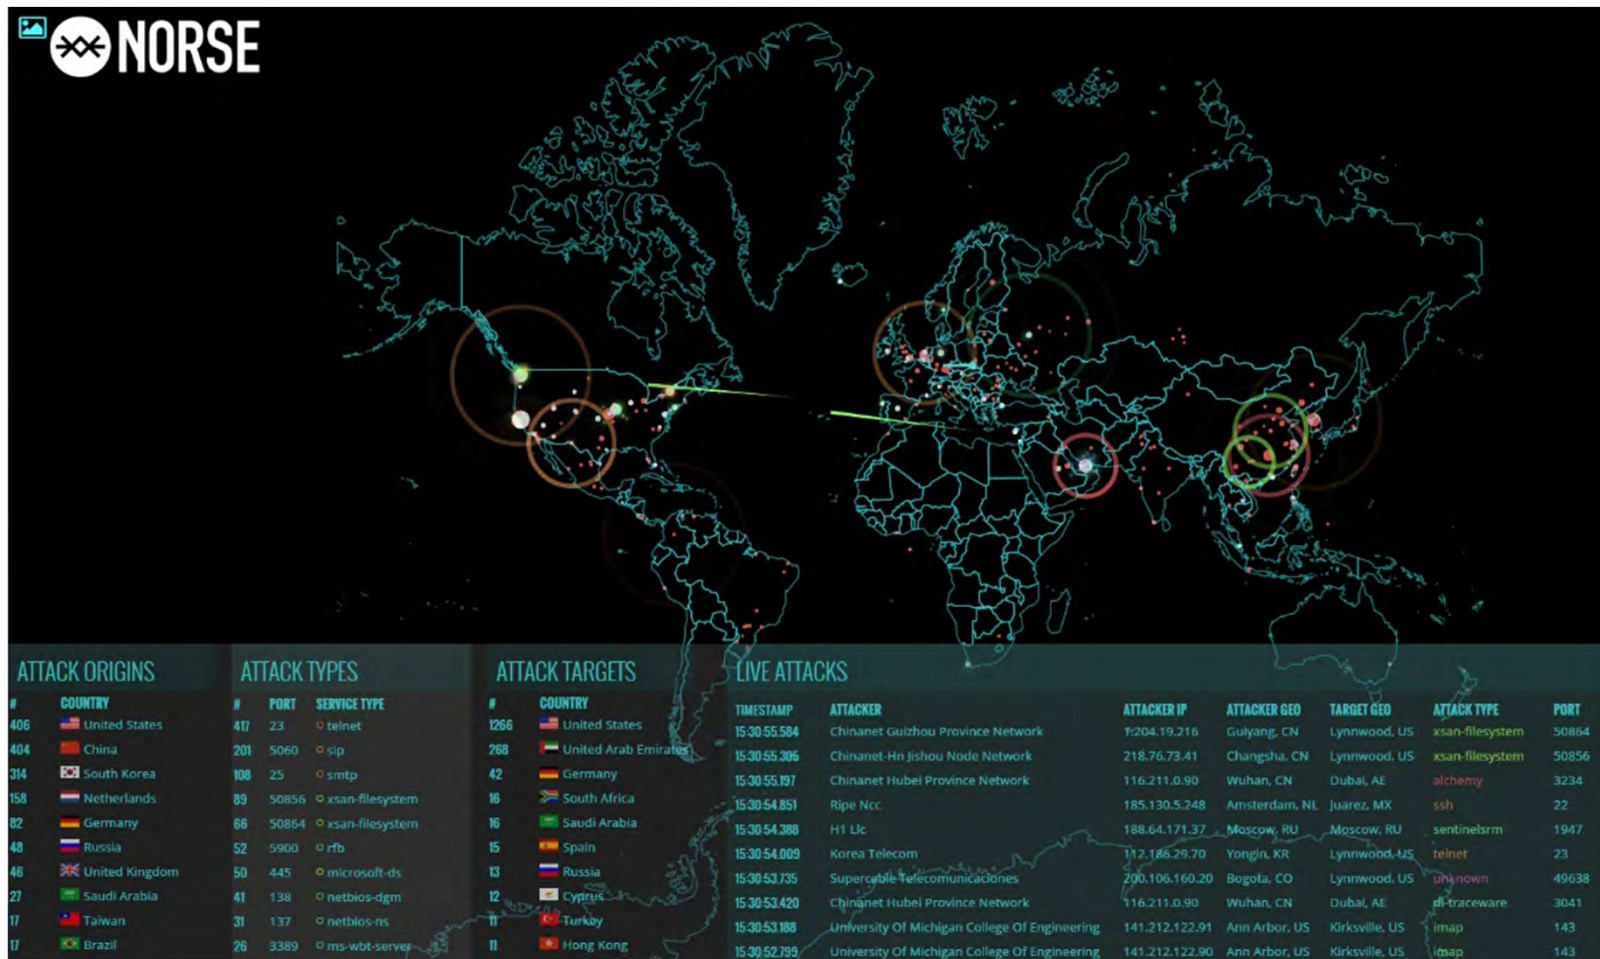 NORSE
ATTACK ORIGINS
# COUNTRY
406 United States
404 China
314 South Korea
158 Netherlands
82 Germany
48 Russia
46 United Kingdom
27 Saudi Arabia
17 Taiwan
17 Brazil
ATTACK TYPES
# PORT SERVICE TYPE
417 23 telnet
201 5060 sip
108 25 smtp
89 50856 xsan-filesystem
66 50864 xsan-filesystem
52 5900 rfb
50 445 microsoft-ds
41 138 netbios-dgm
31 137 netbios-ns
26 3389 ms-wbt-server
ATTACK TARGETS
# COUNTRY
1266 United States
268 United Arab Emirates
42 Germany
16 South Africa
16 Saudi Arabia
15 Spain
13 Russia
12 Cyprus
11 Turkey
11 Hong Kong
LIVE ATTACKS
TIMESTAMP ATTACKER ATTACKER IP ATTACKER GEO TARGET GEO ATTACK TYPE PORT
15:30:55.584 Chinanet Guizhou Province Network 1.204.19.216 Guiyang, CN Lynnwood, US xsan-filesystem 50864
15:30:55.306 Chinanet-Hn Jishou Node Network 218.76.73.41 Changsha, CN Lynnwood, US xsan-filesystem 50856
15:30:55.197 Chinanet Hubei Province Network 116.211.0.90 Wuhan, CN Dubai, AE alchemy 3234
15:30:54.851 Ripe Ncc 185.130.5.248 Amsterdam, NL Juarez, MX ssh 22
15:30:54.388 H1 Llc 188.64.171.37 Moscow, RU Moscow, RU sentinelsrm 1947
15:30:54.009 Korea Telecom 112.186.29.70 Yongin, KR Lynnwood, US telnet 23
15:30:53.735 Supercable Telecomunicaciones 200.106.160.20 Bogota, CO Lynnwood, US unknown 49638
15:30:53.420 Chinanet Hubei Province Network 116.211.0.90 Wuhan, CN Dubai, AE dl-traceware 3041
15:30:53.188 University Of Michigan College Of Engineering 141.212.122.91 Ann Arbor, US Kirksville, US imap 143
15:30:52.799 University Of Michigan College Of Engineering 141.212.122.90 Ann Arbor, US Kirksville, US imap 143